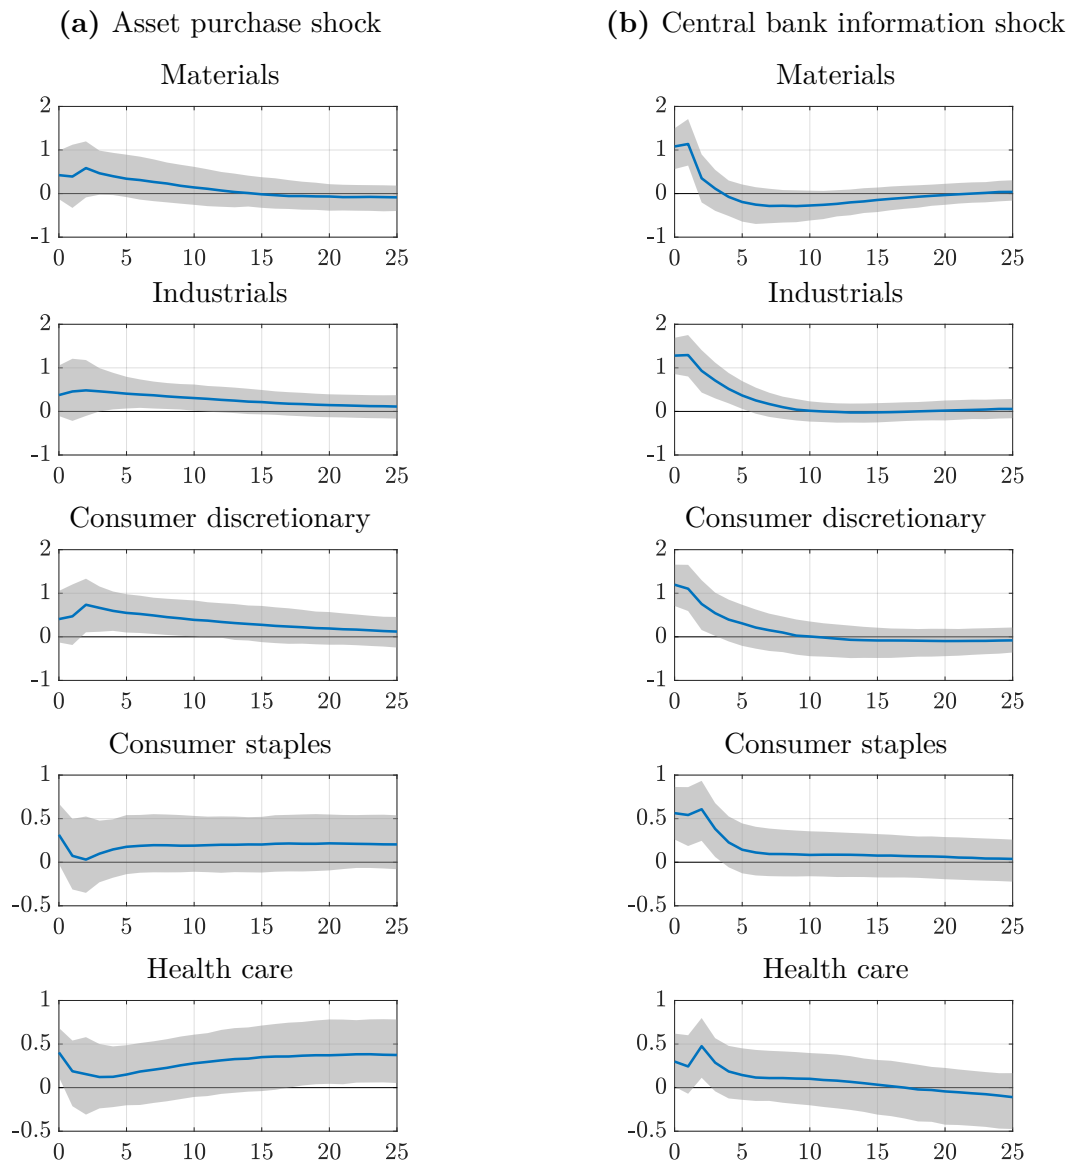 (a) Asset purchase shock
(b) Central bank information shock
Materials
2
1
0
-1
0 5 10 15 20 25
Materials
2
1
0
-1
0 5 10 15 20 25
Industrials
2
1
0
-1
0 5 10 15 20 25
Industrials
2
1
0
-1
0 5 10 15 20 25
Consumer discretionary
2
1
0
-1
0 5 10 15 20 25
Consumer discretionary
2
1
0
-1
0 5 10 15 20 25
Consumer staples
1
0.5
0
-0.5
0 5 10 15 20 25
Consumer staples
1
0.5
0
-0.5
0 5 10 15 20 25
Health care
1
0.5
0
-0.5
0 5 10 15 20 25
Health care
1
0.5
0
-0.5
0 5 10 15 20 25